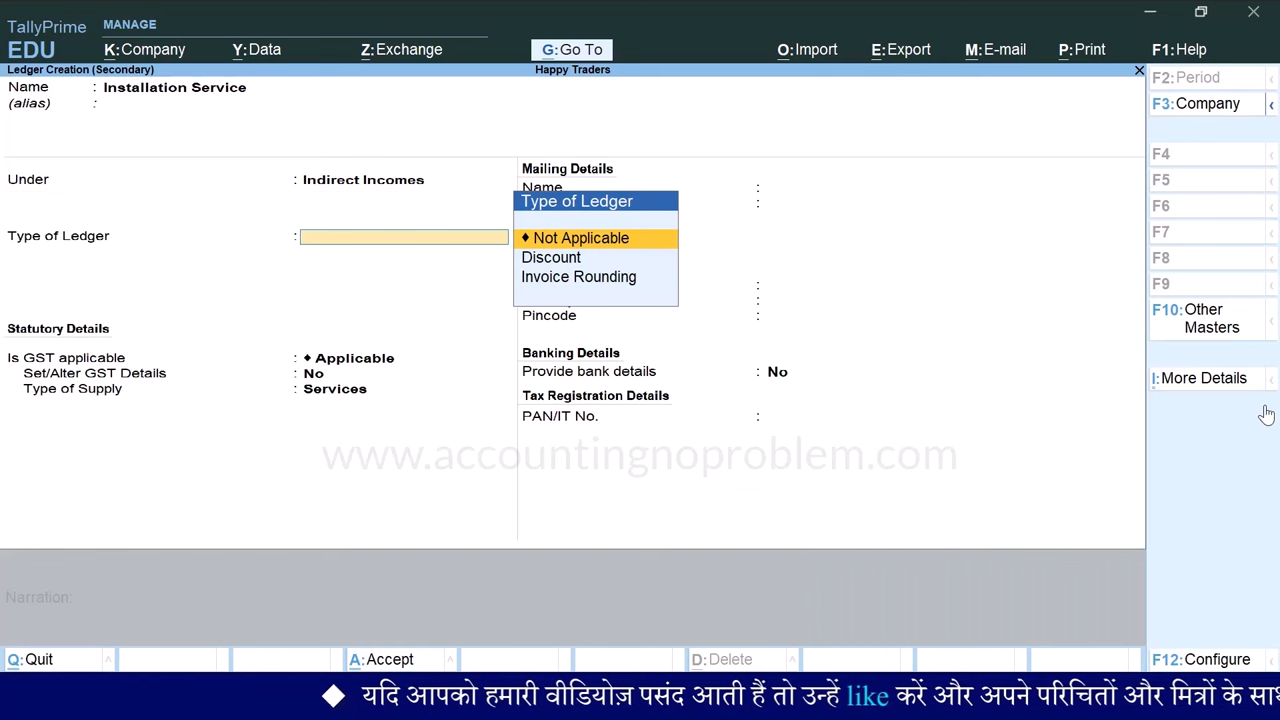 TallyPrime
EDU
MANAGE
K:Company Y:Data Z:Exchange G:Go To O:Import E:Export M:E-mail P:Print F1:Help
Ledger Creation (Secondary) Happy Traders
Name : Installation Service
(alias) :
Under : Indirect Incomes
Type of Ledger :
Statutory Details
Is GST applicable : ♦ Applicable
Set/Alter GST Details : No
Type of Supply : Services
Mailing Details
Name :
:
Type of Ledger
♦ Not Applicable
Discount
Invoice Rounding
:
:
Pincode :
Banking Details
Provide bank details : No
Tax Registration Details
PAN/IT No. :
www.accountingnoproblem.com
F2:Period
F3:Company
F4
F5
F6
F7
F8
F9
F10:Other
Masters
I:More Details
Narration:
Q:Quit A:Accept D:Delete F12:Configure
◆ यदि आपको हमारी वीडियोज़ पसंद आती हैं तो उन्हें like करें और अपने परिचितों और मित्रों के साथ